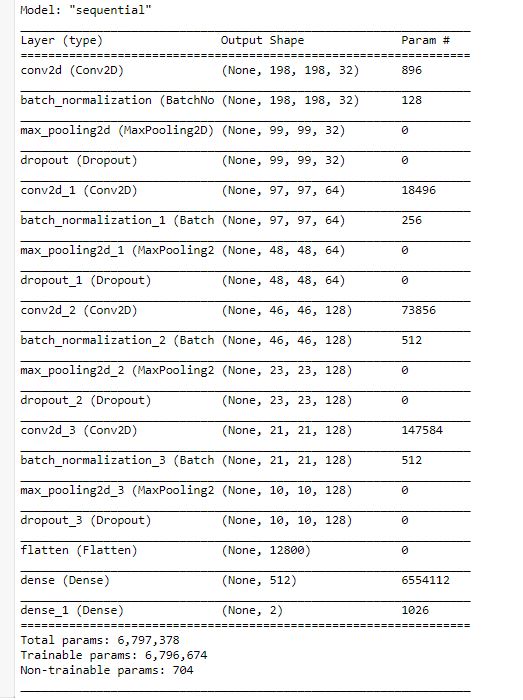 Model: "sequential"
Layer (type) Output Shape Param #
conv2d (Conv2D) (None, 198, 198, 32) 896
batch_normalization (BatchNo (None, 198, 198, 32) 128
max_pooling2d (MaxPooling2D) (None, 99, 99, 32) 0
dropout (Dropout) (None, 99, 99, 32) 0
conv2d_1 (Conv2D) (None, 97, 97, 64) 18496
batch_normalization_1 (Batch (None, 97, 97, 64) 256
max_pooling2d_1 (MaxPooling2 (None, 48, 48, 64) 0
dropout_1 (Dropout) (None, 48, 48, 64) 0
conv2d_2 (Conv2D) (None, 46, 46, 128) 73856
batch_normalization_2 (Batch (None, 46, 46, 128) 512
max_pooling2d_2 (MaxPooling2 (None, 23, 23, 128) 0
dropout_2 (Dropout) (None, 23, 23, 128) 0
conv2d_3 (Conv2D) (None, 21, 21, 128) 147584
batch_normalization_3 (Batch (None, 21, 21, 128) 512
max_pooling2d_3 (MaxPooling2 (None, 10, 10, 128) 0
dropout_3 (Dropout) (None, 10, 10, 128) 0
flatten (Flatten) (None, 12800) 0
dense (Dense) (None, 512) 6554112
dense_1 (Dense) (None, 2) 1026
Total params: 6,797,378
Trainable params: 6,796,674
Non-trainable params: 704